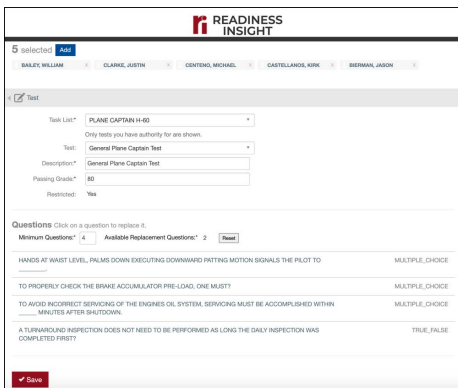 ri READINESS
INSIGHT
5 selected Add
BAILEY, WILLIAM × CLARKE, JUSTIN × CENTENO, MICHAEL × CASTELLANOS, KIRK × BIERMAN, JASON ×
‹ Test
Task List:* PLANE CAPTAIN H-60
Only tests you have authority for are shown.
Test: General Plane Captain Test
Description:* General Plane Captain Test
Passing Grade:* 80
Restricted: Yes
Questions Click on a question to replace it.
Minimum Questions:* 4 Available Replacement Questions:* 2 Reset
HANDS AT WAIST LEVEL, PALMS DOWN EXECUTING DOWNWARD PATTING MOTION SIGNALS THE PILOT TO MULTIPLE_CHOICE
________.
TO PROPERLY CHECK THE BRAKE ACCUMULATOR PRE-LOAD, ONE MUST? MULTIPLE_CHOICE
TO AVOID INCORRECT SERVICING OF THE ENGINES OIL SYSTEM, SERVICING MUST BE ACCOMPLISHED WITHIN MULTIPLE_CHOICE
_____ MINUTES AFTER SHUTDOWN.
A TURNAROUND INSPECTION DOES NOT NEED TO BE PERFORMED AS LONG THE DAILY INSPECTION WAS TRUE_FALSE
COMPLETED FIRST?
✔ Save